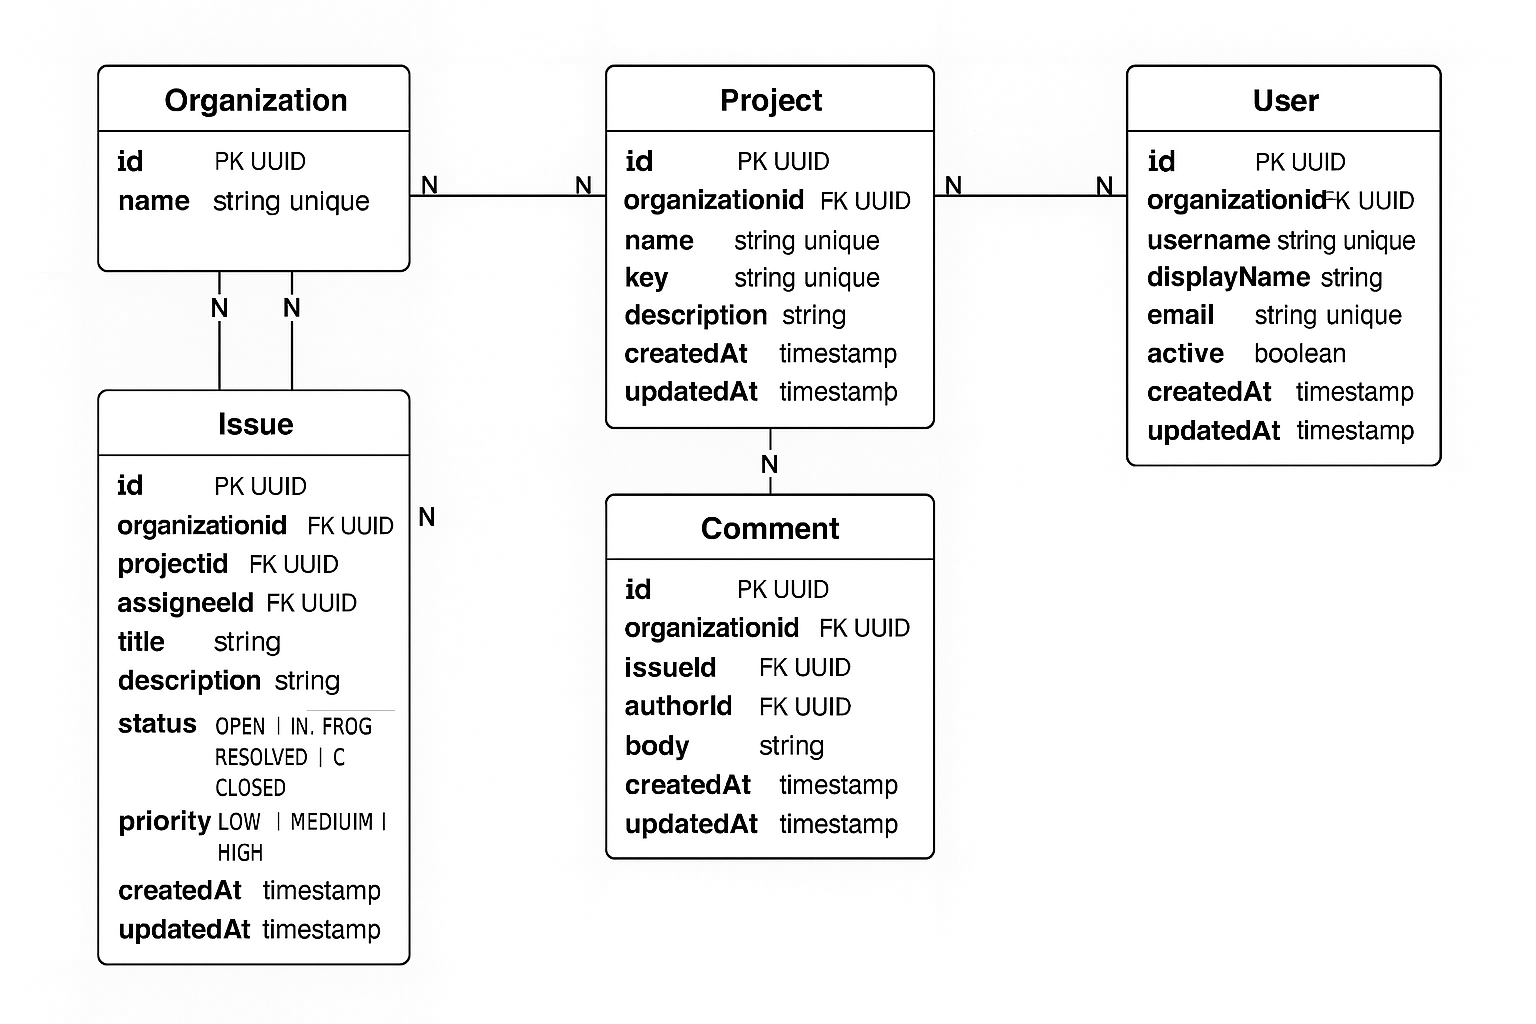 Organization
id PK UUID
name string unique
N N
Project
id PK UUID
organizationid FK UUID
name string unique
key string unique
description string
createdAt timestamp
updatedAt timestamp
N N
User
id PK UUID
organizationid FK UUID
username string unique
displayName string
email string unique
active boolean
createdAt timestamp
updatedAt timestamp
N N
Issue
id PK UUID
organizationid FK UUID
projectid FK UUID
assigneeId FK UUID
title string
description string
status OPEN | IN. FROG
RESOLVED | C
CLOSED
priority LOW | MEDIUIM |
HIGH
createdAt timestamp
updatedAt timestamp
N
N
Comment
id PK UUID
organizationid FK UUID
issueId FK UUID
authorId FK UUID
body string
createdAt timestamp
updatedAt timestamp